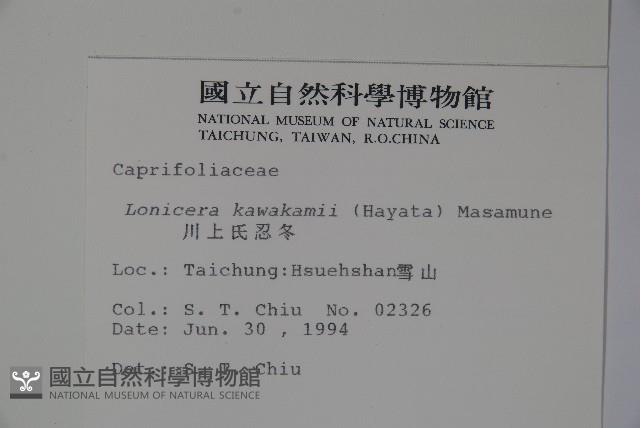 國立自然科學博物館
NATIONAL MUSEUM OF NATURAL SCIENCE
TAICHUNG, TAIWAN, R.O.CHINA
Caprifoliaceae
Lonicera kawakamii (Hayata) Masamune
川上氏忍冬
Loc.: Taichung:Hsuehshan雪山
Col.: S. T. Chiu No. 02326
Date: Jun. 30 , 1994
Det.: S. T. Chiu
國立自然科學博物館
NATIONAL MUSEUM OF NATURAL SCIENCE